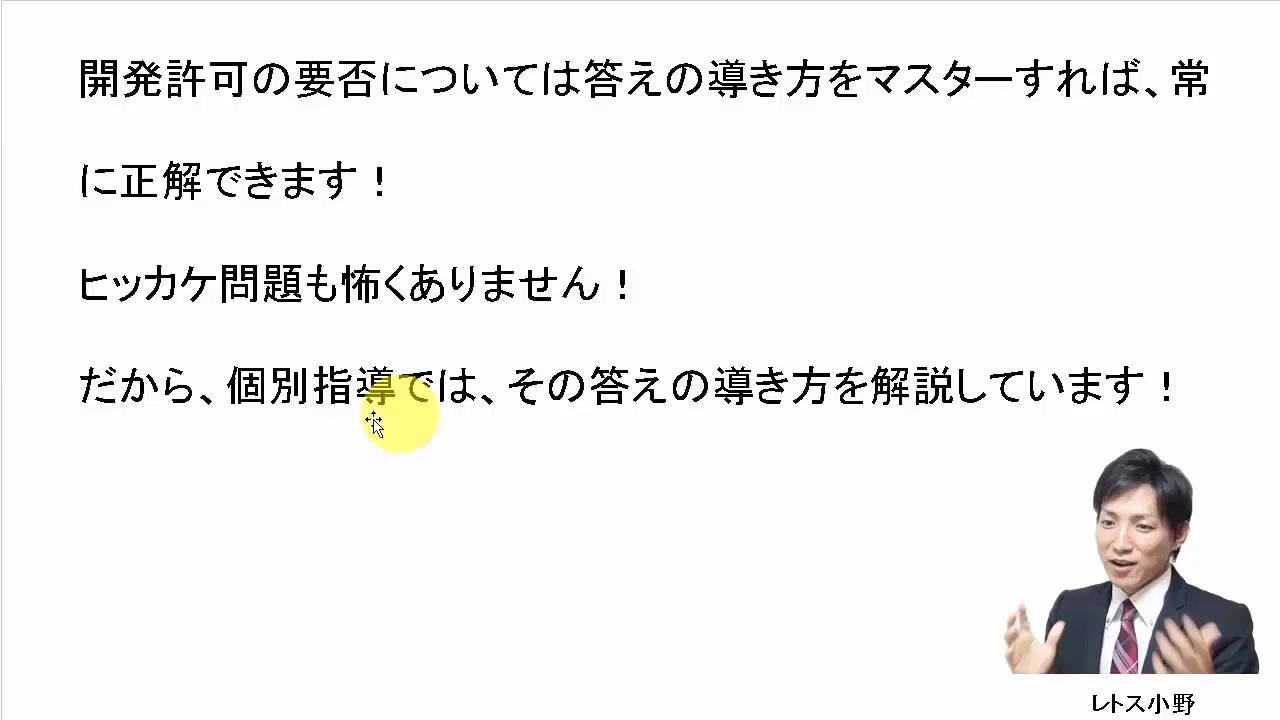 開発許可の要否については答えの導き方をマスターすれば、常
に正解できます！
ヒッカケ問題も怖くありません！
だから、個別指導では、その答えの導き方を解説しています！
レトス小野